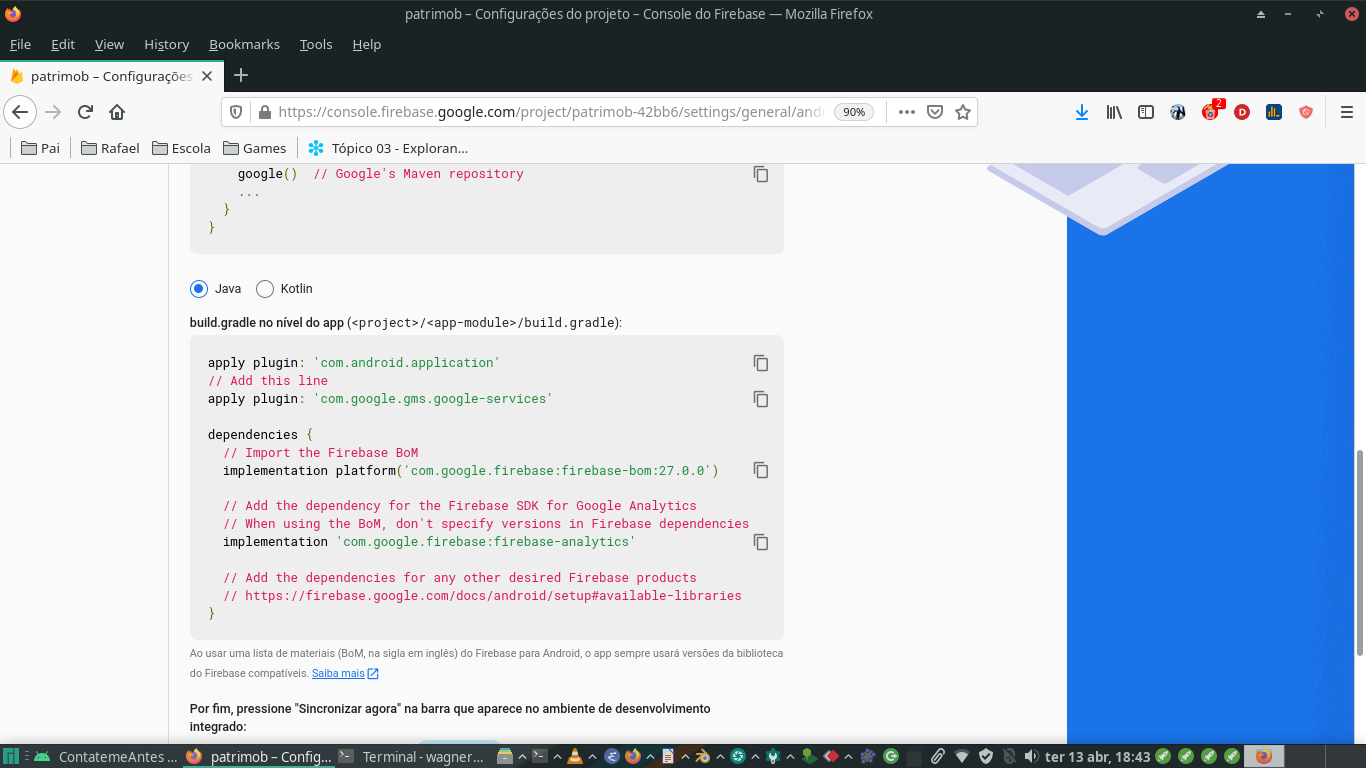 patrimob – Configurações do projeto – Console do Firebase — Mozilla Firefox
File Edit View History Bookmarks Tools Help
patrimob – Configurações
https://console.firebase.google.com/project/patrimob-42bb6/settings/general/andr
90%
2
Pai Rafael Escola Games Tópico 03 - Exploran...
google() // Google's Maven repository
...
}
}
Java Kotlin
build.gradle no nível do app (<project>/<app-module>/build.gradle):
apply plugin: 'com.android.application'
// Add this line
apply plugin: 'com.google.gms.google-services'
dependencies {
// Import the Firebase BoM
implementation platform('com.google.firebase:firebase-bom:27.0.0')
// Add the dependency for the Firebase SDK for Google Analytics
// When using the BoM, don't specify versions in Firebase dependencies
implementation 'com.google.firebase:firebase-analytics'
// Add the dependencies for any other desired Firebase products
// https://firebase.google.com/docs/android/setup#available-libraries
}
Ao usar uma lista de materiais (BoM, na sigla em inglês) do Firebase para Android, o app sempre usará versões da biblioteca
do Firebase compatíveis. Saiba mais
Por fim, pressione "Sincronizar agora" na barra que aparece no ambiente de desenvolvimento
integrado:
ContatemeAntes ... patrimob – Config... Terminal - wagner... ter 13 abr, 18:43